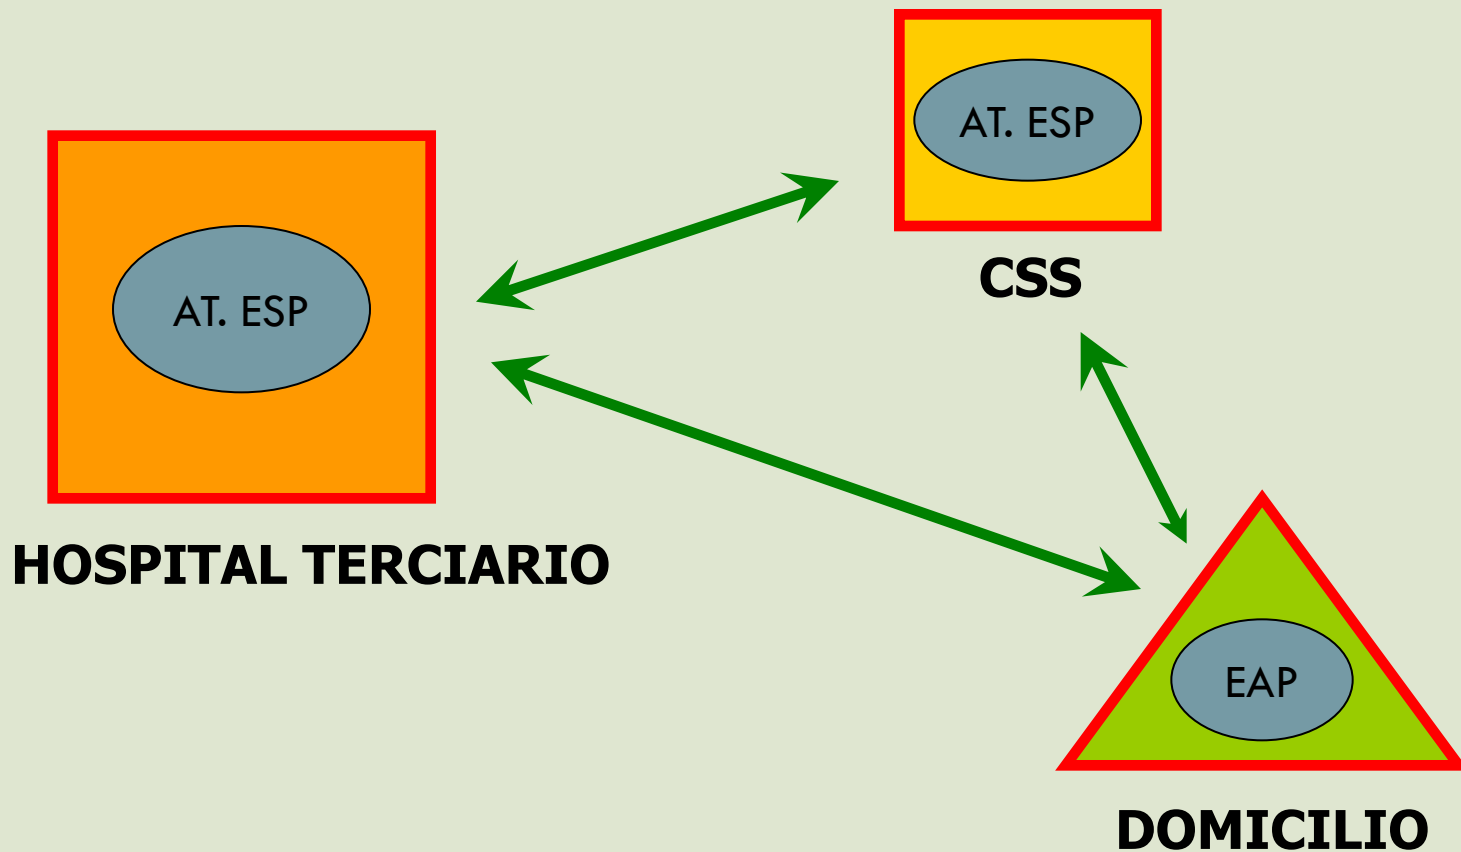 AT. ESP
CSS
AT. ESP
HOSPITAL TERCIARIO
EAP
DOMICILIO